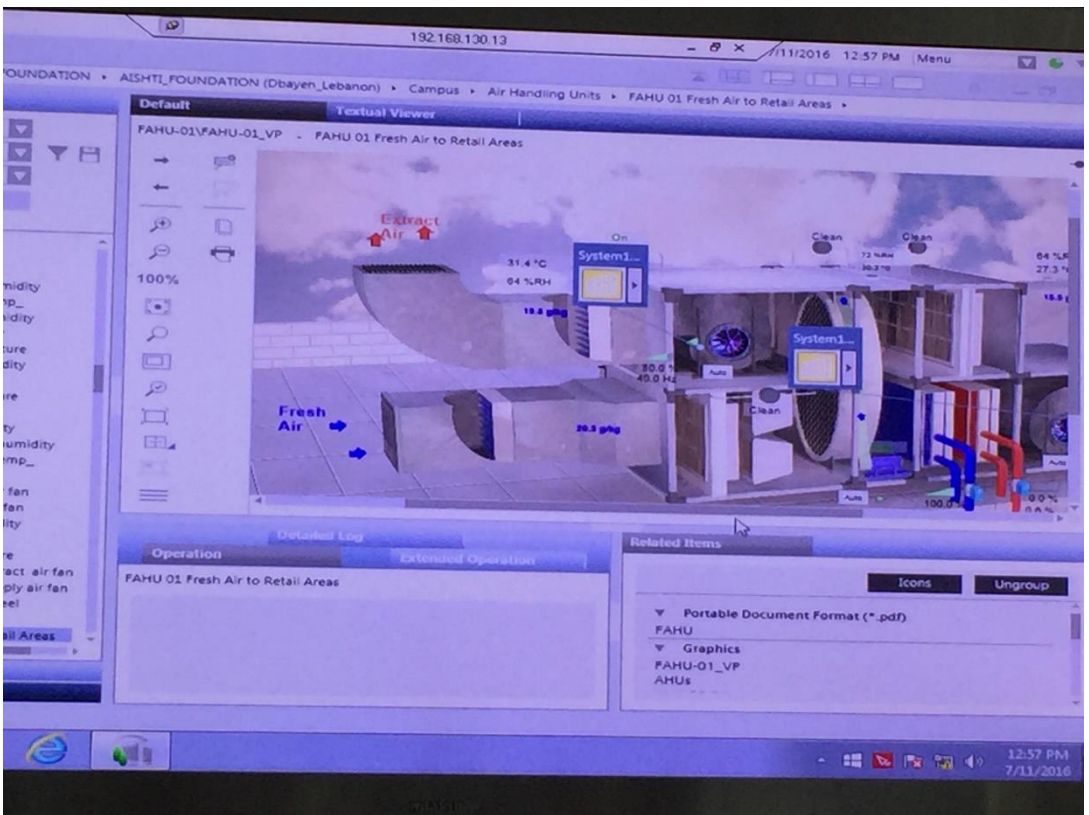 192.168.130.13
7/11/2016 12:57 PM Menu
OUNDATION AISHTI_FOUNDATION (Dbayeh_Lebanon) Campus Air Handling Units FAHU 01 Fresh Air to Retail Areas
Default Textual Viewer
FAHU-01\FAHU-01_VP - FAHU 01 Fresh Air to Retail Areas
100%
midity
mp_
nidity
ture
dity
re
ty
umidity
emp_
fan
fan
lity
re
act air fan
ply air fan
eel
ail Areas
Extract
Air
31.4 °C
64 %RH
On
System1...
Clean
Clean
64 %R
27.3 °
80.0 %
40.0 Hz
Auto
System1...
Clean
Fresh
Air
20.3 g/kg
Auto
Auto
100.0
0.0 %
0.0 %
Detailed Log
Operation Extended Operation
FAHU 01 Fresh Air to Retail Areas
Related Items
Icons Ungroup
Portable Document Format (*.pdf)
FAHU
Graphics
FAHU-01_VP
AHUs
12:57 PM
7/11/2016